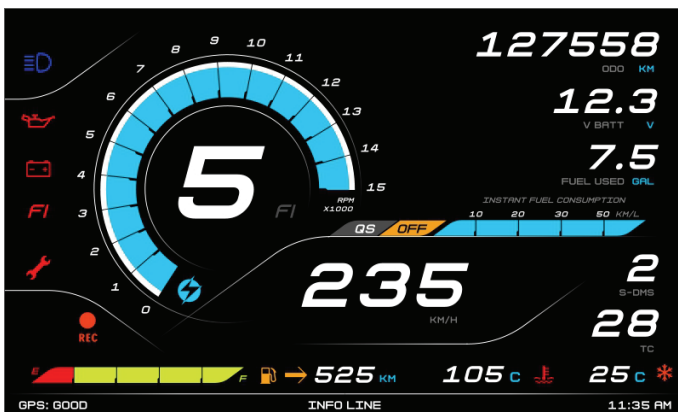 127558
ODO KM
12.3
V BATT V
7.5
FUEL USED GAL
INSTANT FUEL CONSUMPTION
10 20 30 50 KM/L
QS OFF
0
1
2
3
4
5
6
7
8
9
10
11
12
13
14
15
RPM
X1000
5
FI
FI
REC
235
KM/H
2
S-DMS
28
TC
E F
525 KM
105 C
25 C
GPS: GOOD INFO LINE 11:35 AM